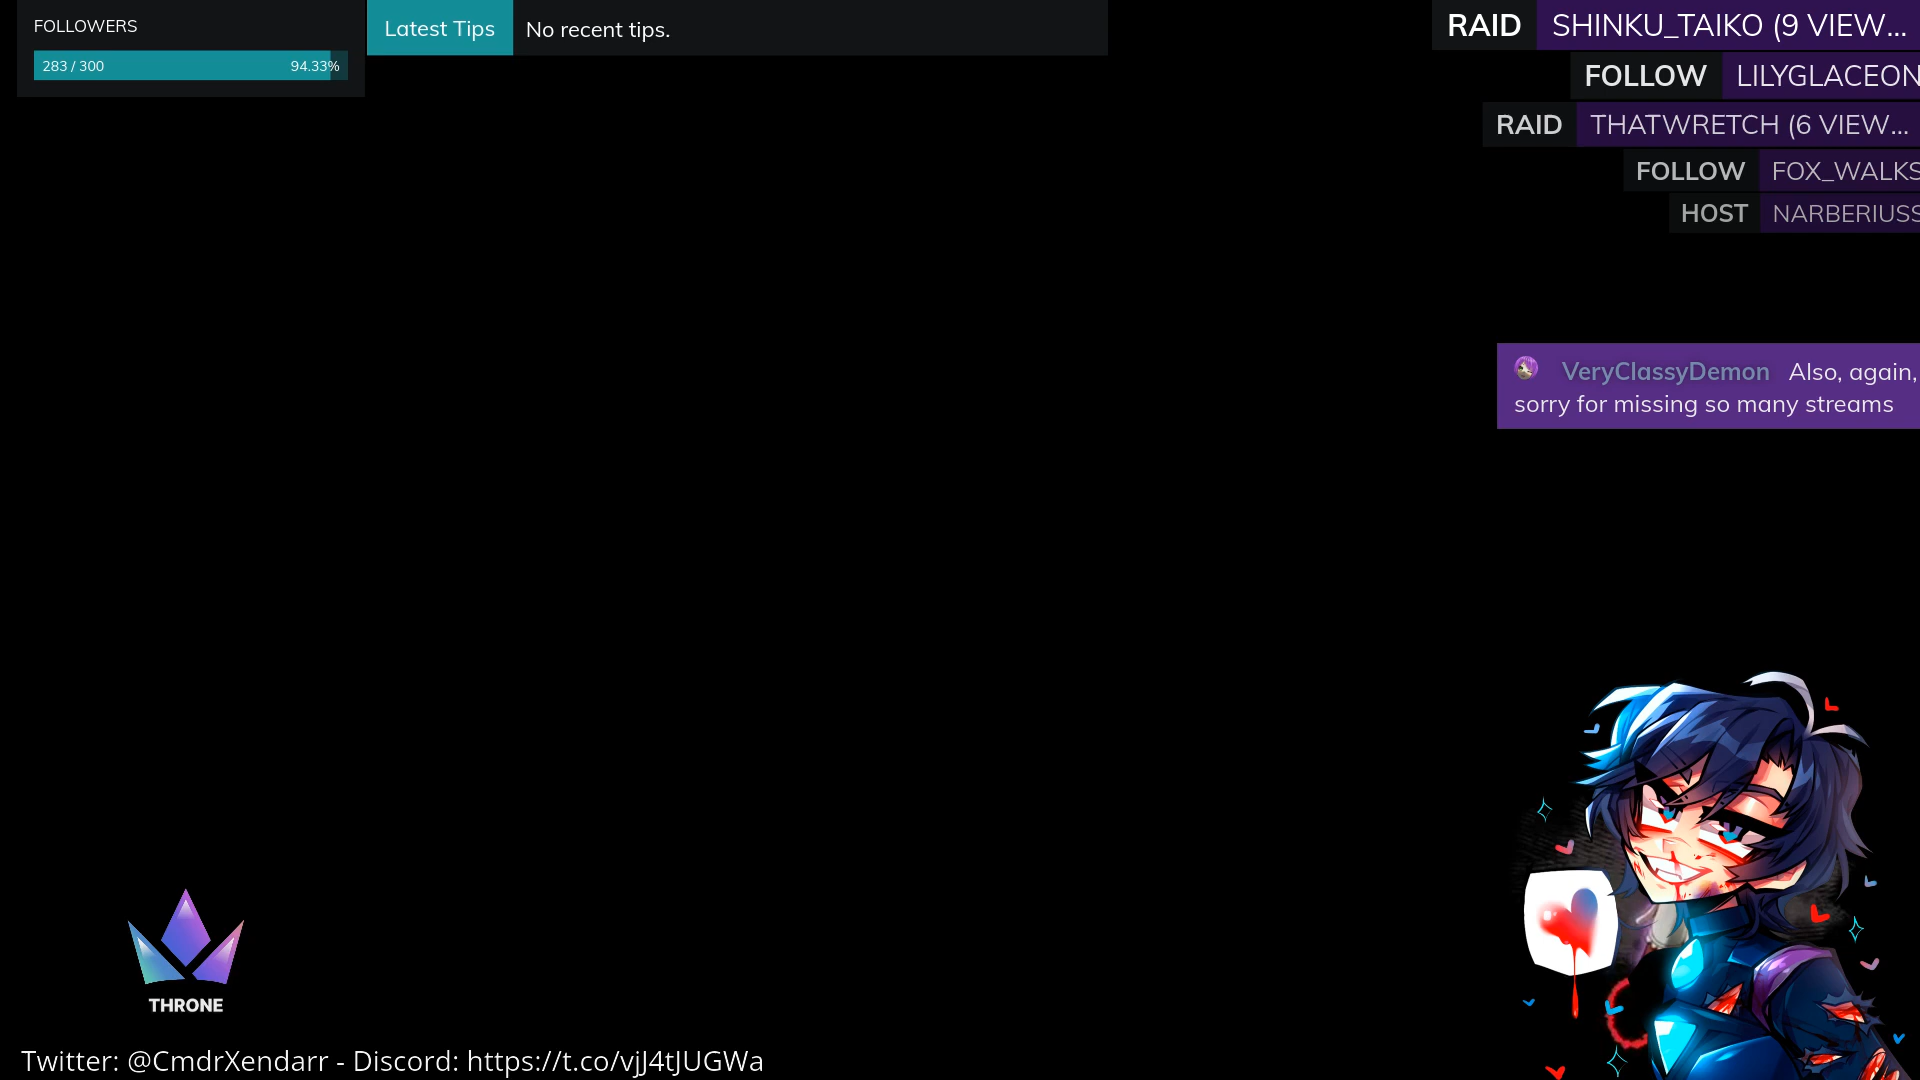 FOLLOWERS
283 / 300 94.33%
Latest Tips No recent tips.
RAID SHINKU_TAIKO (9 VIEW...
FOLLOW LILYGLACEON
RAID THATWRETCH (6 VIEW...
FOLLOW FOX_WALKS
HOST NARBERIUSS
VeryClassyDemon Also, again,
sorry for missing so many streams
THRONE
Twitter: @CmdrXendarr - Discord: https://t.co/vjJ4tJUGWa